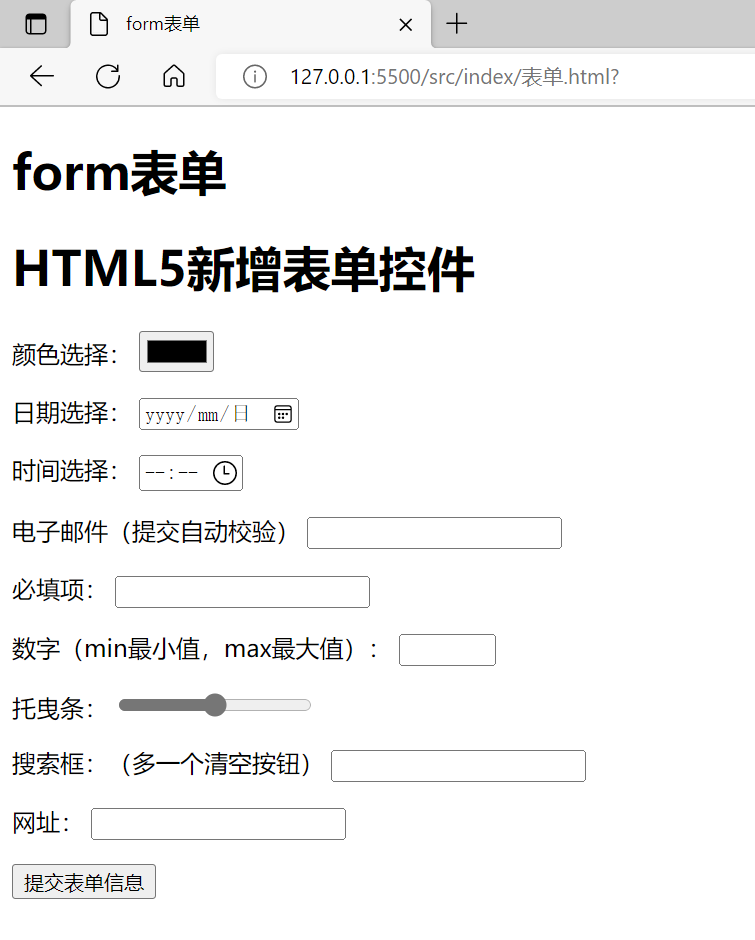 form表单
127.0.0.1:5500/src/index/表单.html?
form表单
HTML5新增表单控件
颜色选择：
日期选择： yyyy/mm/日
时间选择： --:--
电子邮件（提交自动校验）
必填项：
数字（min最小值，max最大值）：
托曳条：
搜索框：（多一个清空按钮）
网址：
提交表单信息